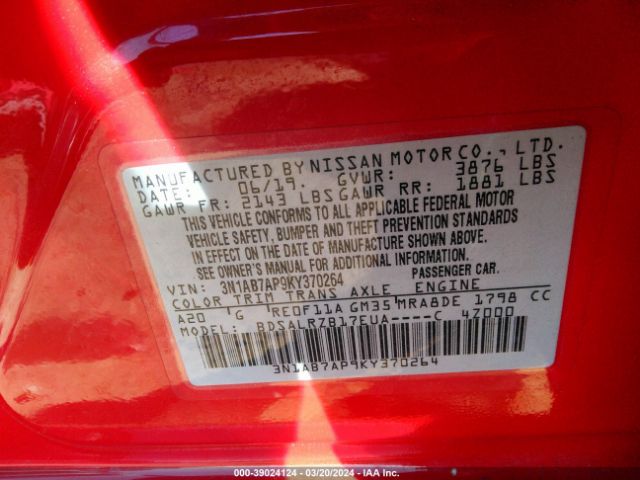 MANUFACTURED BY NISSAN MOTOR CO., LTD.
DATE: 06/19. GVWR: 3876 LBS
GAWR FR: 2143 LBS GAWR RR: 1881 LBS
THIS VEHICLE CONFORMS TO ALL APPLICABLE FEDERAL MOTOR
VEHICLE SAFETY, BUMPER AND THEFT PREVENTION STANDARDS
IN EFFECT ON THE DATE OF MANUFACTURE SHOWN ABOVE.
SEE OWNER'S MANUAL FOR ADDITIONAL INFORMATION.
VIN: 3N1AB7AP9KY370264 PASSENGER CAR.
COLOR TRIM TRANS AXLE ENGINE
A20 G RE0F11A GM35 MRA8DE 1798 CC
MODEL: BDSALRZB17EUA----C 47000
3N1AB7AP9KY370264
000-39024124 - 03/20/2024 - IAA Inc.